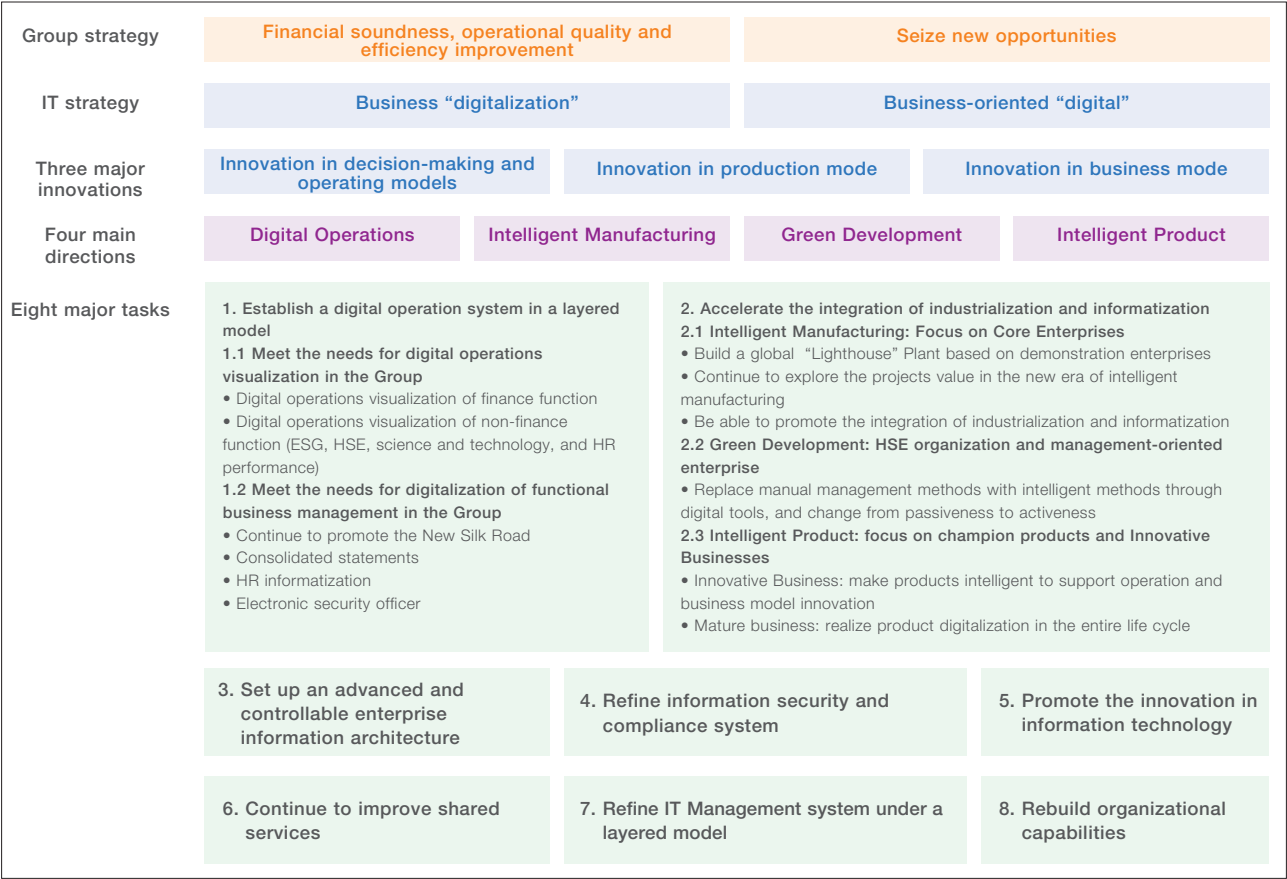 Group strategy
Financial soundness, operational quality and
efficiency improvement
Seize new opportunities
IT strategy
Business “digitalization”
Business-oriented “digital”
Three major
innovations
Innovation in decision-making and
operating models
Innovation in production mode
Innovation in business mode
Four main
directions
Digital Operations
Intelligent Manufacturing
Green Development
Intelligent Product
Eight major tasks
1. Establish a digital operation system in a layered
model
1.1 Meet the needs for digital operations
visualization in the Group
• Digital operations visualization of finance function
• Digital operations visualization of non-finance
function (ESG, HSE, science and technology, and HR
performance)
1.2 Meet the needs for digitalization of functional
business management in the Group
• Continue to promote the New Silk Road
• Consolidated statements
• HR informatization
• Electronic security officer
2. Accelerate the integration of industrialization and informatization
2.1 Intelligent Manufacturing: Focus on Core Enterprises
• Build a global “Lighthouse” Plant based on demonstration enterprises
• Continue to explore the projects value in the new era of intelligent
manufacturing
• Be able to promote the integration of industrialization and informatization
2.2 Green Development: HSE organization and management-oriented
enterprise
• Replace manual management methods with intelligent methods through
digital tools, and change from passiveness to activeness
2.3 Intelligent Product: focus on champion products and Innovative
Businesses
• Innovative Business: make products intelligent to support operation and
business model innovation
• Mature business: realize product digitalization in the entire life cycle
3. Set up an advanced and
controllable enterprise
information architecture
4. Refine information security and
compliance system
5. Promote the innovation in
information technology
6. Continue to improve shared
services
7. Refine IT Management system under a
layered model
8. Rebuild organizational
capabilities